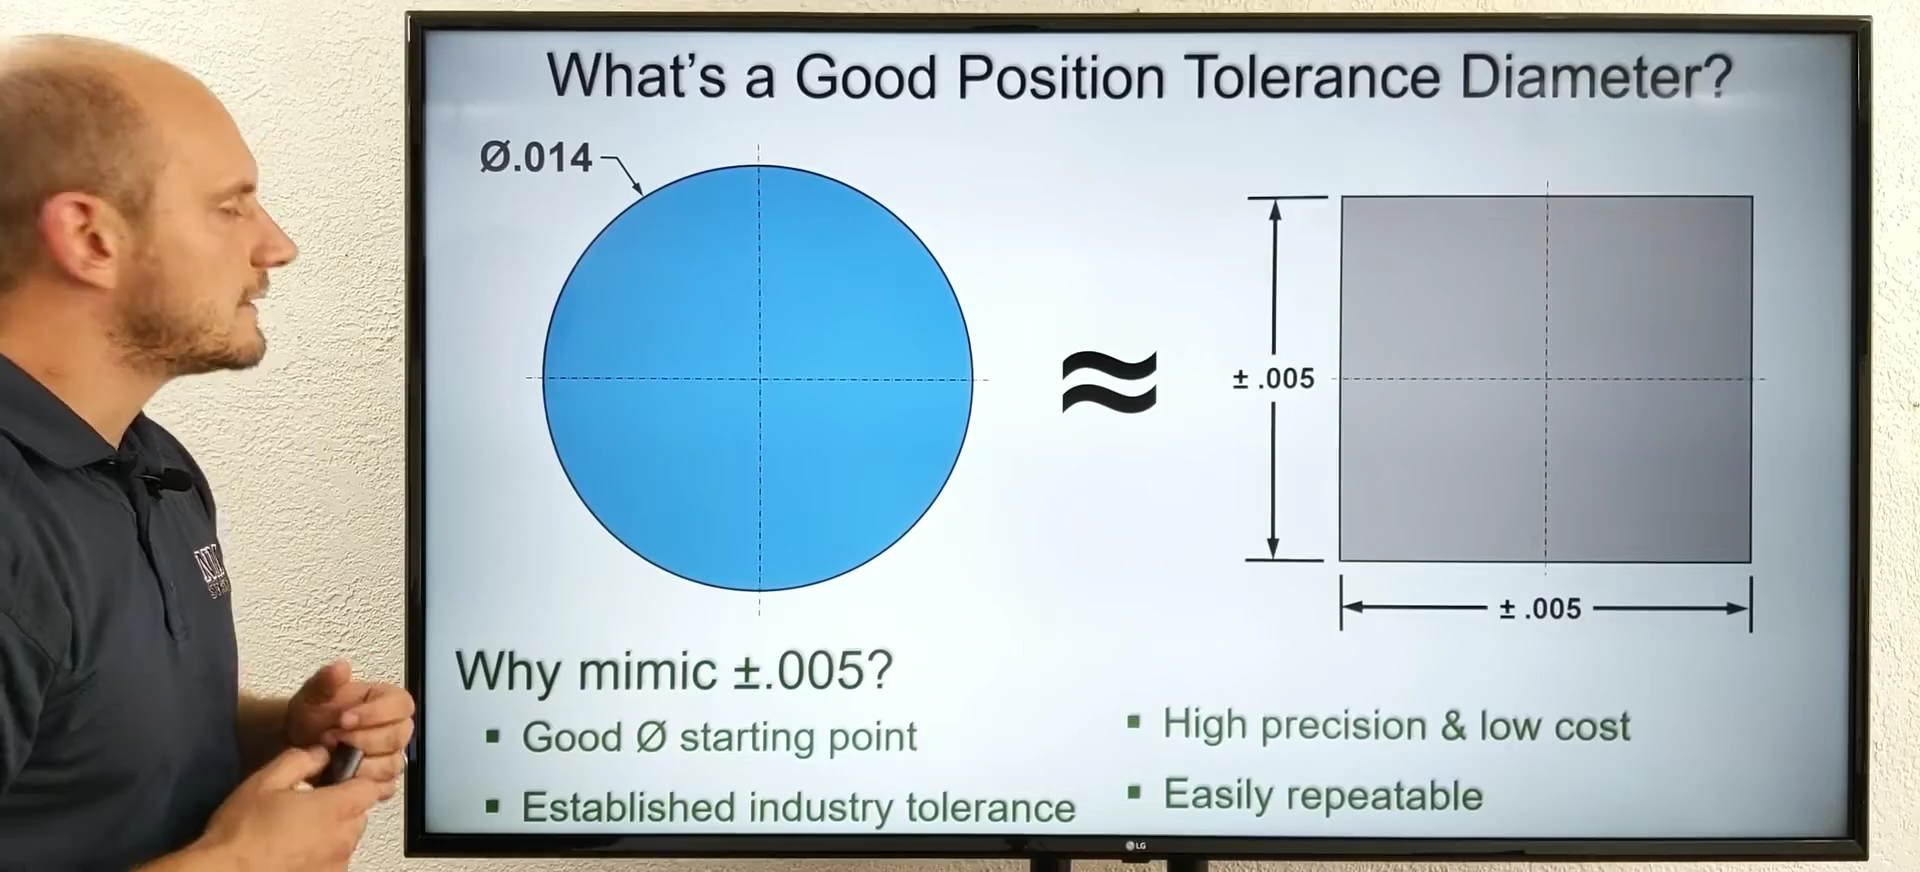 What's a Good Position Tolerance Diameter?
Ø.014
± .005
± .005
Why mimic ±.005?
▪ Good Ø starting point
▪ Established industry tolerance
▪ High precision & low cost
▪ Easily repeatable
LG